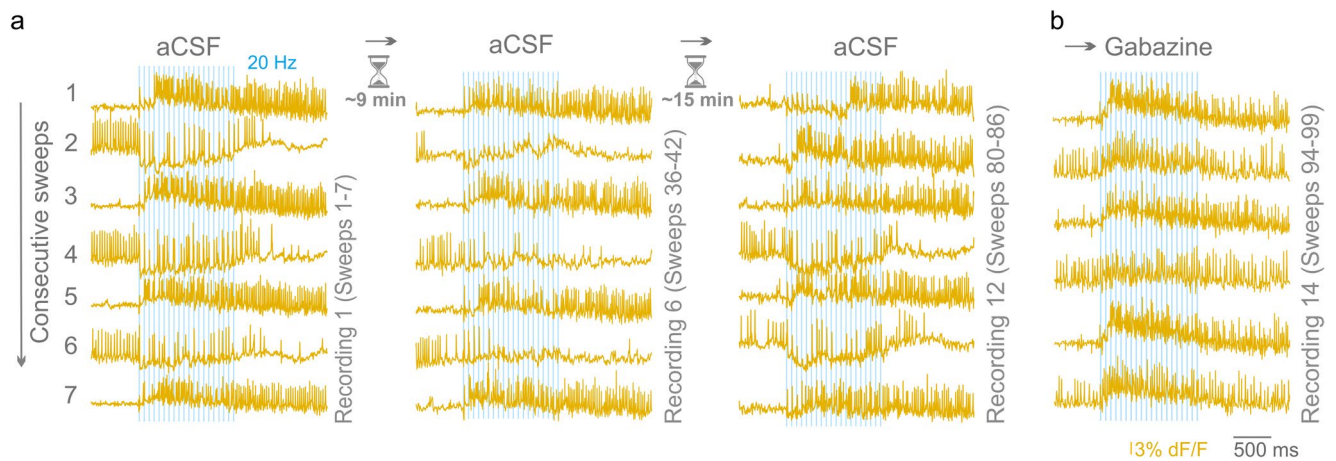 a
b
aCSF
aCSF
aCSF
Gabazine
20 Hz
~9 min
~15 min
Consecutive sweeps
1
2
3
4
5
6
7
Recording 1 (Sweeps 1-7)
Recording 6 (Sweeps 36-42)
Recording 12 (Sweeps 80-86)
Recording 14 (Sweeps 94-99)
3% dF/F
500 ms